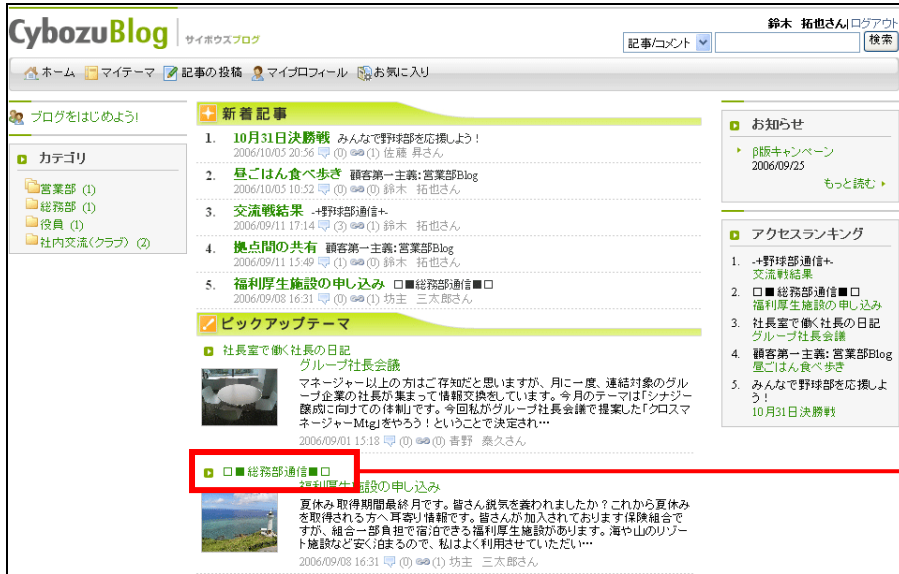 CybozuBlog サイボウズブログ
鈴木 拓也さん|ログアウト
記事/コメント 検索
ホーム マイテーマ 記事の投稿 マイプロフィール お気に入り
ブログをはじめよう!
カテゴリ
営業部 (1)
総務部 (1)
役員 (1)
社内交流(クラブ) (2)
新着記事
1. 10月31日決勝戦 みんなで野球部を応援しよう!
2006/10/05 20:56 (0) (1) 佐藤 昇さん
2. 昼ごはん食べ歩き 顧客第一主義:営業部Blog
2006/10/05 10:52 (0) (0) 鈴木 拓也さん
3. 交流戦結果 -+野球部通信+-
2006/09/11 17:14 (3) (0) 鈴木 拓也さん
4. 拠点間の共有 顧客第一主義:営業部Blog
2006/09/11 15:49 (1) (0) 鈴木 拓也さん
5. 福利厚生施設の申し込み □■総務部通信■□
2006/09/08 16:31 (0) (1) 坊主 三太郎さん
ピックアップテーマ
社長室で働く社長の日記
グループ社長会議
マネージャー以上の方はご存知だと思いますが、月に一度、連結対象のグル
ープ企業の社長が集まって情報交換をしています。今月のテーマは「シナジー
醸成に向けての体制」です。今回私がグループ社長会議で提案した「クロスマ
ネージャーMtg」をやろう!ということで決定され…
2006/09/01 15:18 (0) (0) 青野 泰久さん
□■総務部通信■□
福利厚生施設の申し込み
夏休み取得期間最終月です。皆さん鋭気を養われましたか?これから夏休み
を取得される方へ耳寄り情報です。皆さんが加入されております保険組合で
すが、組合一部負担で宿泊できる福利厚生施設があります。海や山のリゾー
ト施設など安く泊まるので、私はよく利用させていただい…
2006/09/08 16:31 (0) (1) 坊主 三太郎さん
お知らせ
β版キャンペーン
2006/09/25
もっと読む
アクセスランキング
1. -+野球部通信+-
交流戦結果
2. □■総務部通信■□
福利厚生施設の申し込み
3. 社長室で働く社長の日記
グループ社長会議
4. 顧客第一主義:営業部Blog
昼ごはん食べ歩き
5. みんなで野球部を応援しよ
う!
10月31日決勝戦